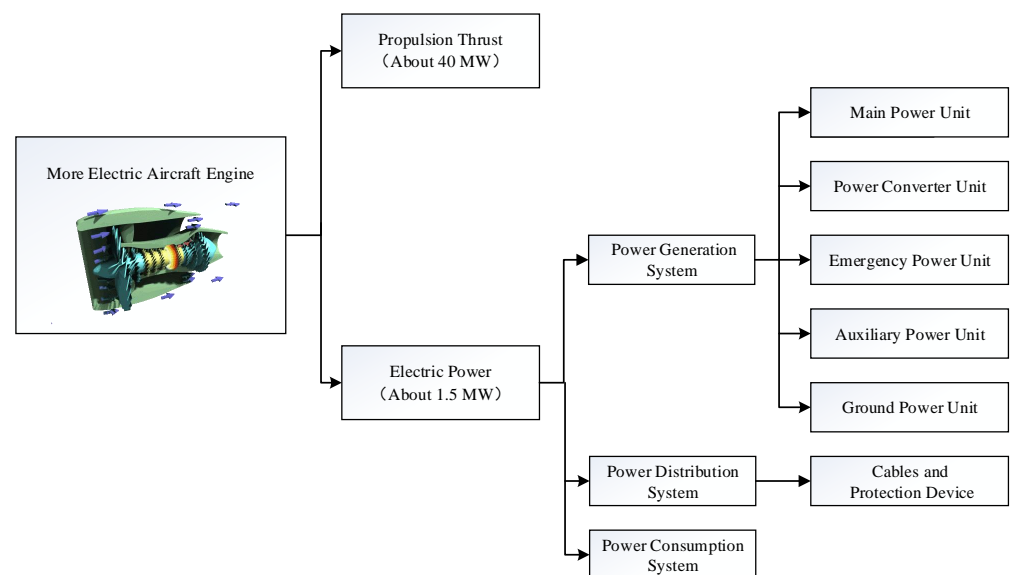 Propulsion Thrust
（About 40 MW）
More Electric Aircraft Engine
Main Power Unit
Power Converter Unit
Power Generation
System
Emergency Power Unit
Auxiliary Power Unit
Electric Power
（About 1.5 MW）
Ground Power Unit
Power Distribution
System
Cables and
Protection Device
Power Consumption
System